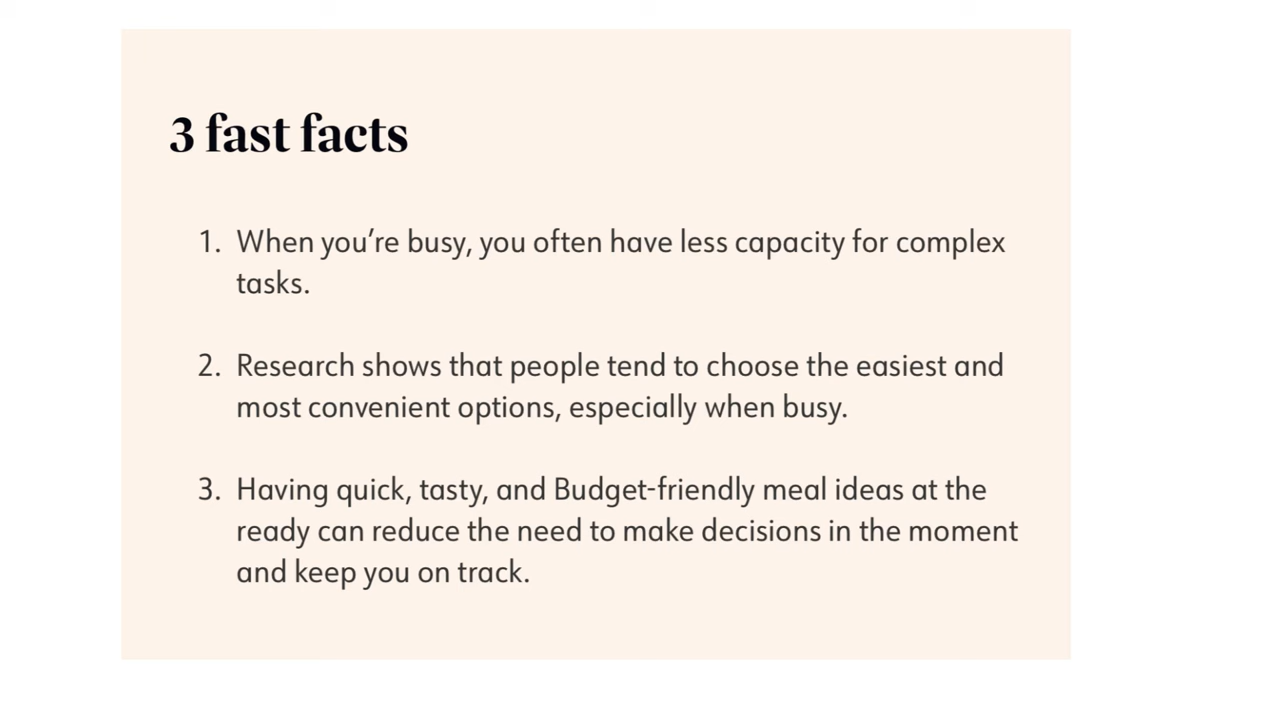 3 fast facts
1. When you’re busy, you often have less capacity for complex
tasks.
2. Research shows that people tend to choose the easiest and
most convenient options, especially when busy.
3. Having quick, tasty, and Budget-friendly meal ideas at the
ready can reduce the need to make decisions in the moment
and keep you on track.